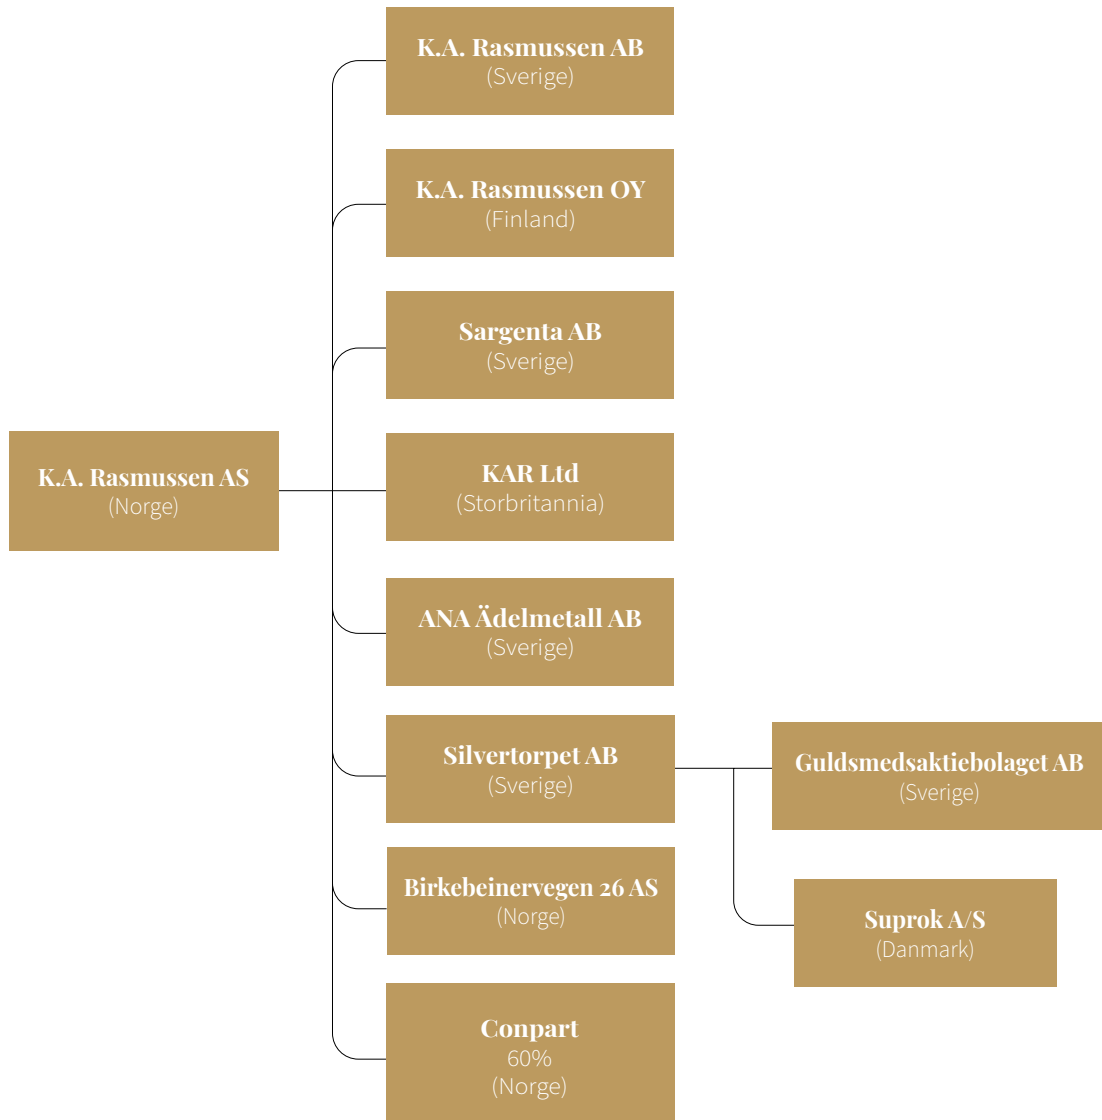 K.A. Rasmussen AB
(Sverige)
K.A. Rasmussen OY
(Finland)
Sargenta AB
(Sverige)
K.A. Rasmussen AS
(Norge)
KAR Ltd
(Storbritannia)
ANA Ädelmetall AB
(Sverige)
Silvertorpet AB
(Sverige)
Guldsmedsaktiebolaget AB
(Sverige)
Birkebeinervegen 26 AS
(Norge)
Suprok A/S
(Danmark)
Conpart
60%
(Norge)